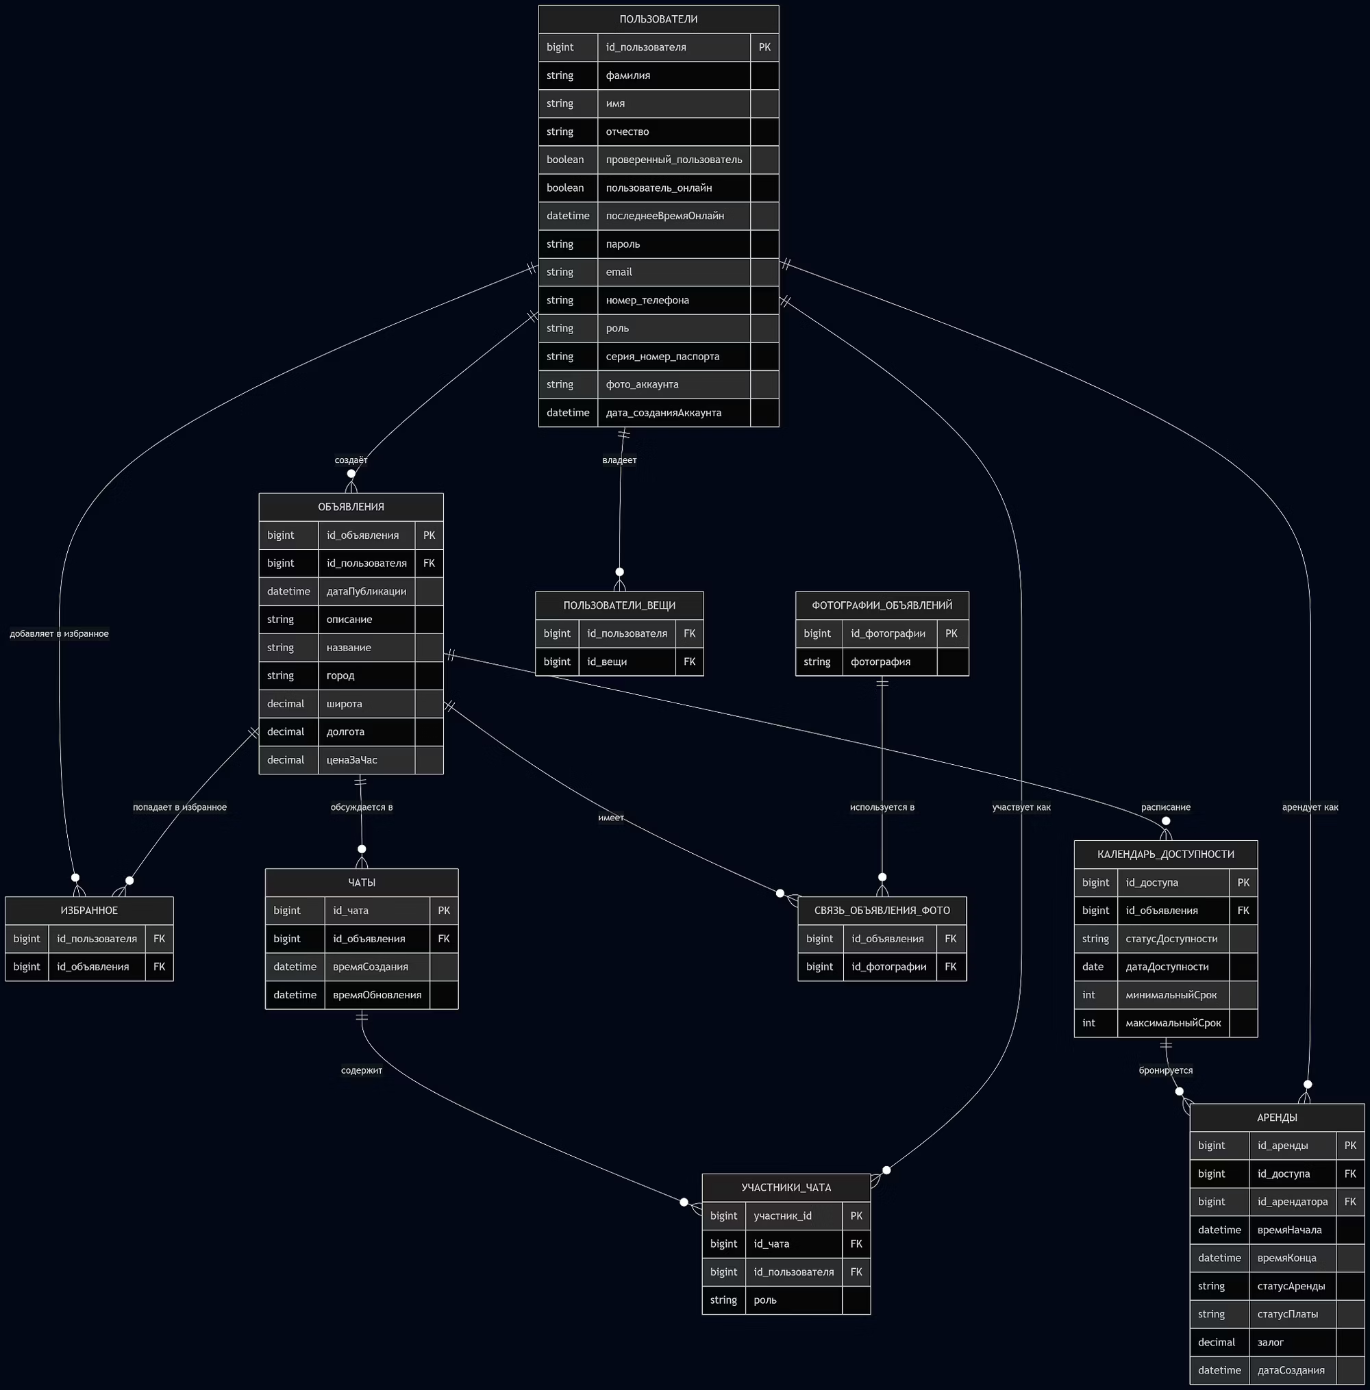 ПОЛЬЗОВАТЕЛИ
bigint id_пользователя PK
string фамилия
string имя
string отчество
boolean проверенный_пользователь
boolean пользователь_онлайн
datetime последнееВремяОнлайн
string пароль
string email
string номер_телефона
string роль
string серия_номер_паспорта
string фото_аккаунта
datetime дата_созданияАккаунта
создаёт
владеет
ОБЪЯВЛЕНИЯ
bigint id_объявления PK
bigint id_пользователя FK
datetime датаПубликации
string описание
string название
string город
decimal широта
decimal долгота
decimal ценаЗаЧас
ПОЛЬЗОВАТЕЛИ_ВЕЩИ
bigint id_пользователя FK
bigint id_вещи FK
ФОТОГРАФИИ_ОБЪЯВЛЕНИЙ
bigint id_фотографии PK
string фотография
добавляет в избранное
попадает в избранное
обсуждается в
имеет
используется в
участвует как
расписание
арендует как
ИЗБРАННОЕ
bigint id_пользователя FK
bigint id_объявления FK
ЧАТЫ
bigint id_чата PK
bigint id_объявления FK
datetime времяСоздания
datetime времяОбновления
СВЯЗЬ_ОБЪЯВЛЕНИЯ_ФОТО
bigint id_объявления FK
bigint id_фотографии FK
КАЛЕНДАРЬ_ДОСТУПНОСТИ
bigint id_доступа PK
bigint id_объявления FK
string статусДоступности
date датаДоступности
int минимальныйСрок
int максимальныйСрок
содержит
бронируется
УЧАСТНИКИ_ЧАТА
bigint участник_id PK
bigint id_чата FK
bigint id_пользователя FK
string роль
АРЕНДЫ
bigint id_аренды PK
bigint id_доступа FK
bigint id_арендатора FK
datetime времяНачала
datetime времяКонца
string статусАренды
string статусПлаты
decimal залог
datetime датаСоздания